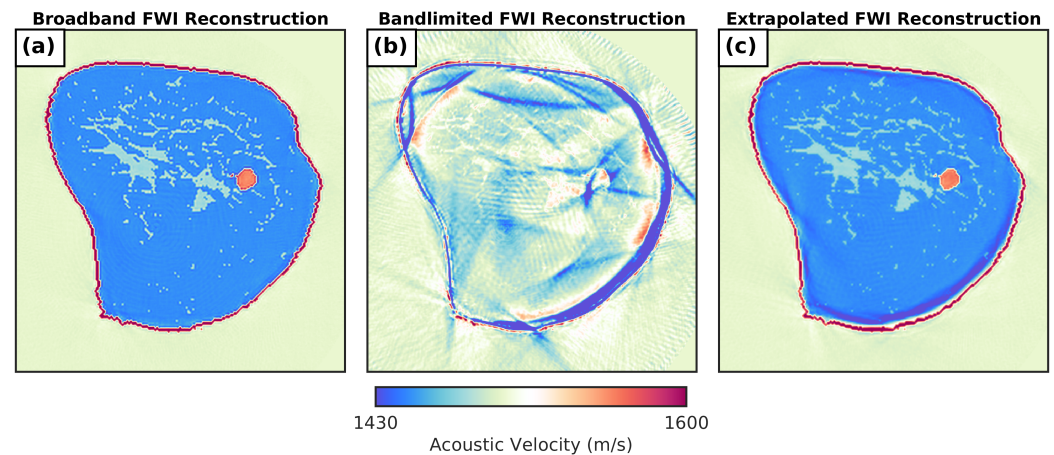 Broadband FWI Reconstruction
Bandlimited FWI Reconstruction
Extrapolated FWI Reconstruction
(a)
(b)
(c)
1430
1600
Acoustic Velocity (m/s)